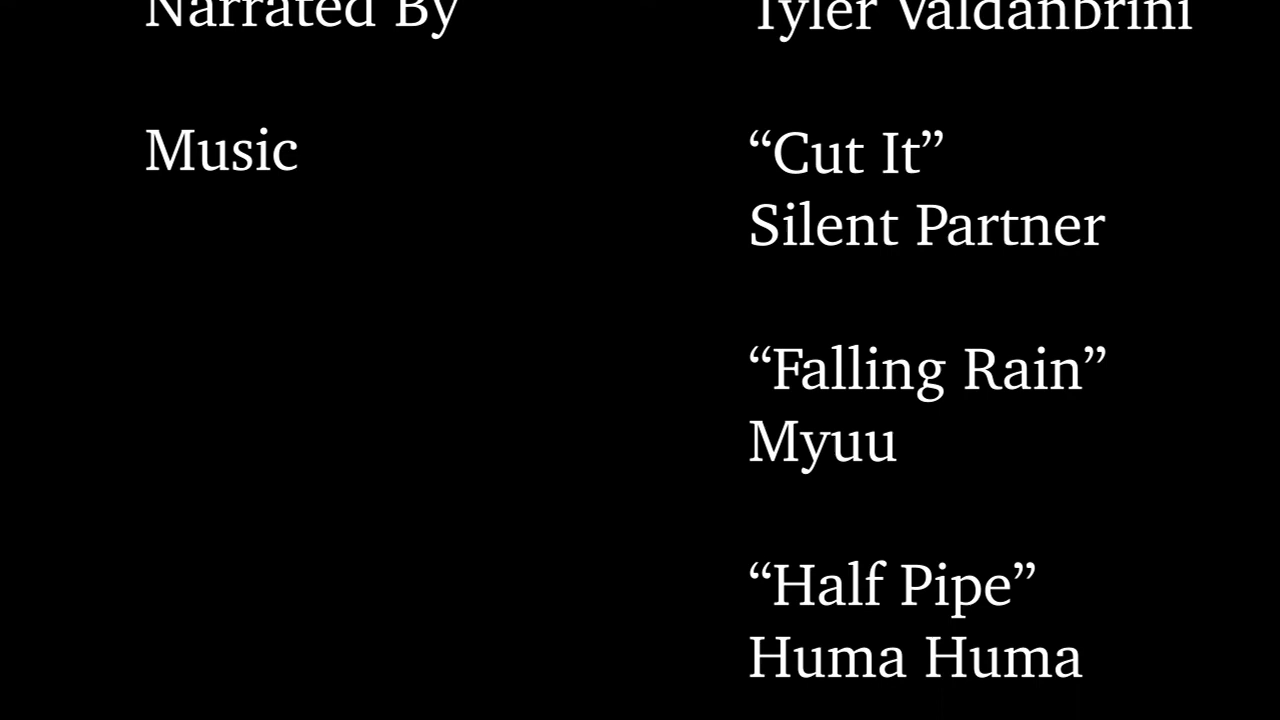 Narrated By Tyler Valdanbrini
Music “Cut It”
Silent Partner
“Falling Rain”
Myuu
“Half Pipe”
Huma Huma